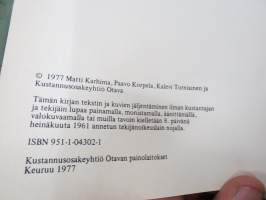 © 1977 Matti Karhima, Paavo Korpela, Kalevi Turtiainen ja
Kustannusosakeyhtiö Otava
Tämän kirjan tekstin ja kuvien jäljentäminen ilman kustantajan
ja tekijäin lupaa painamalla, monistamalla, äänittämällä,
valokuvaamalla tai muilla tavoin kielletään 8. päivänä
heinäkuuta 1961 annetun tekijänoikeuslain nojalla.
ISBN 951-1-04302-1
Kustannusosakeyhtiö Otavan painolaitokset
Keuruu 1977